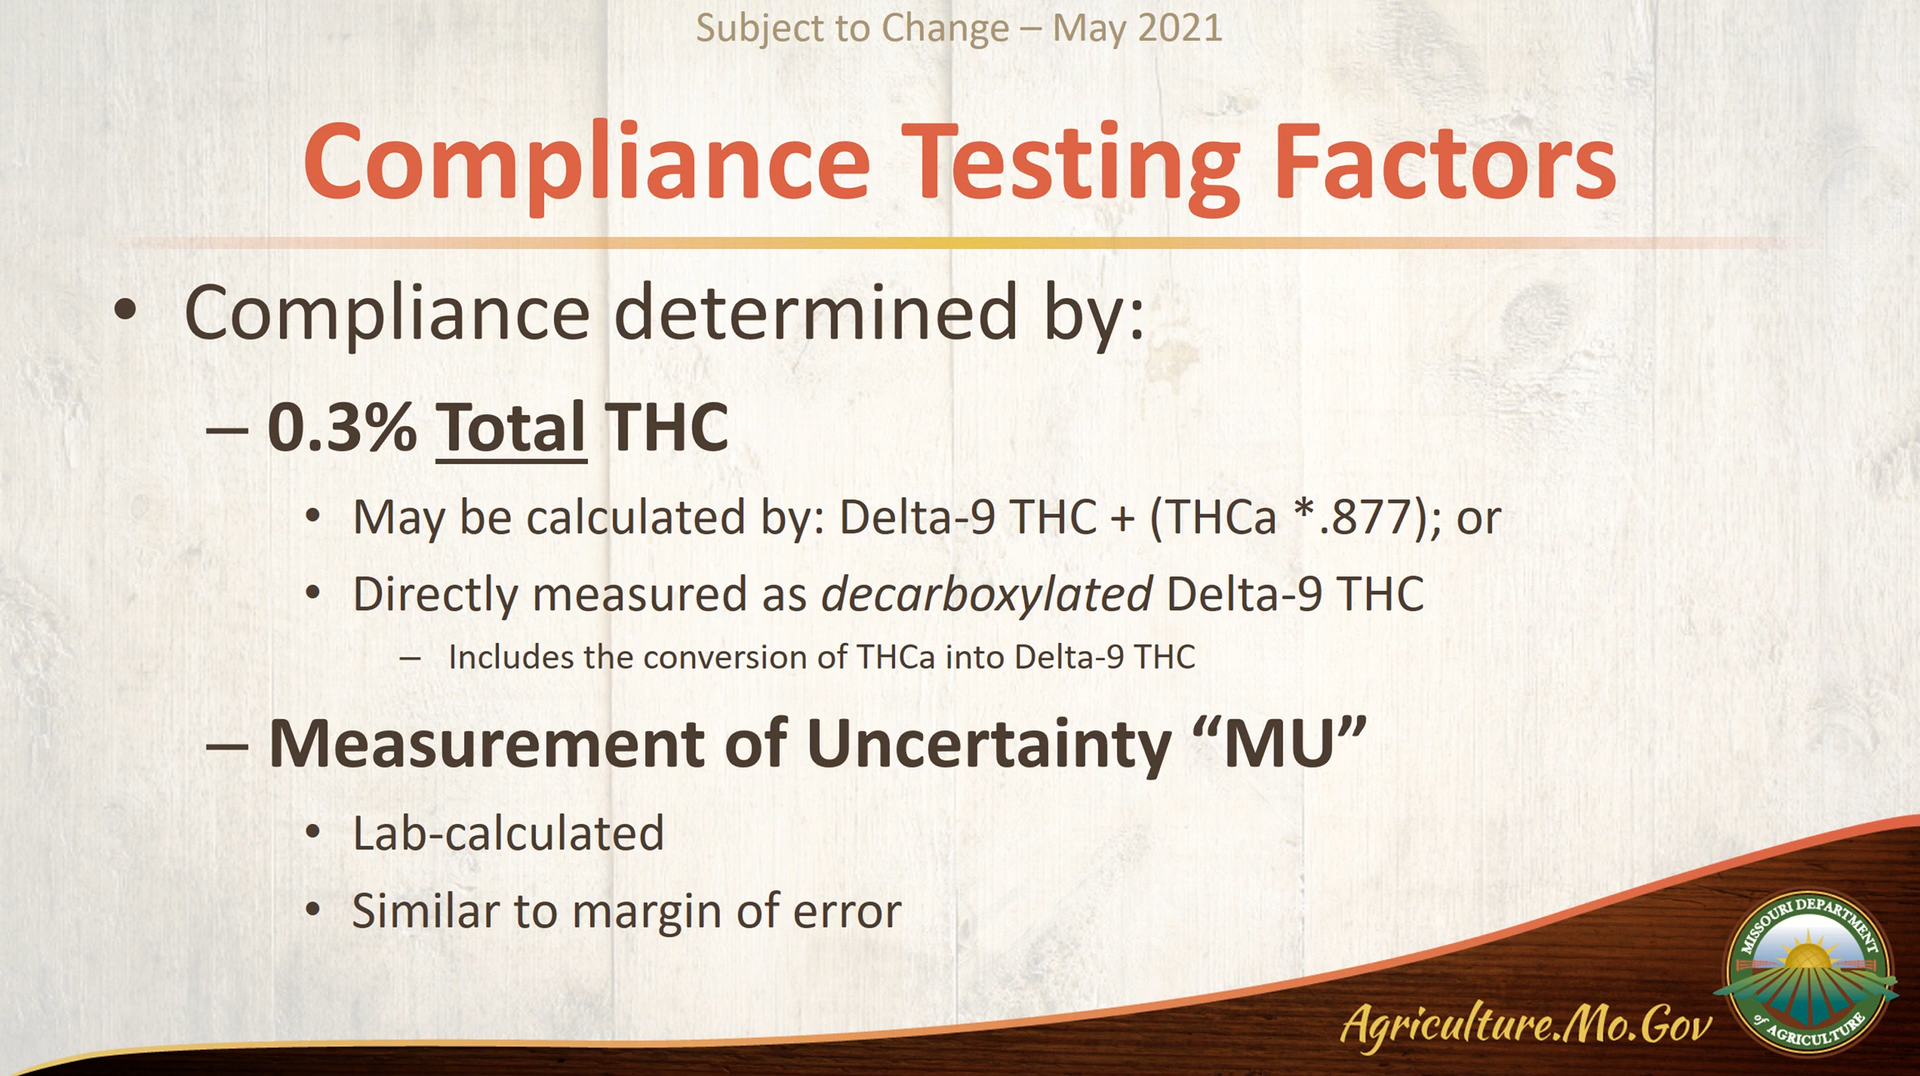 Subject to Change – May 2021
Compliance Testing Factors
• Compliance determined by:
– 0.3% Total THC
• May be calculated by: Delta-9 THC + (THCa *.877); or
• Directly measured as decarboxylated Delta-9 THC
– Includes the conversion of THCa into Delta-9 THC
– Measurement of Uncertainty “MU”
• Lab-calculated
• Similar to margin of error
Agriculture.Mo.Gov
MISSOURI DEPARTMENT
of AGRICULTURE